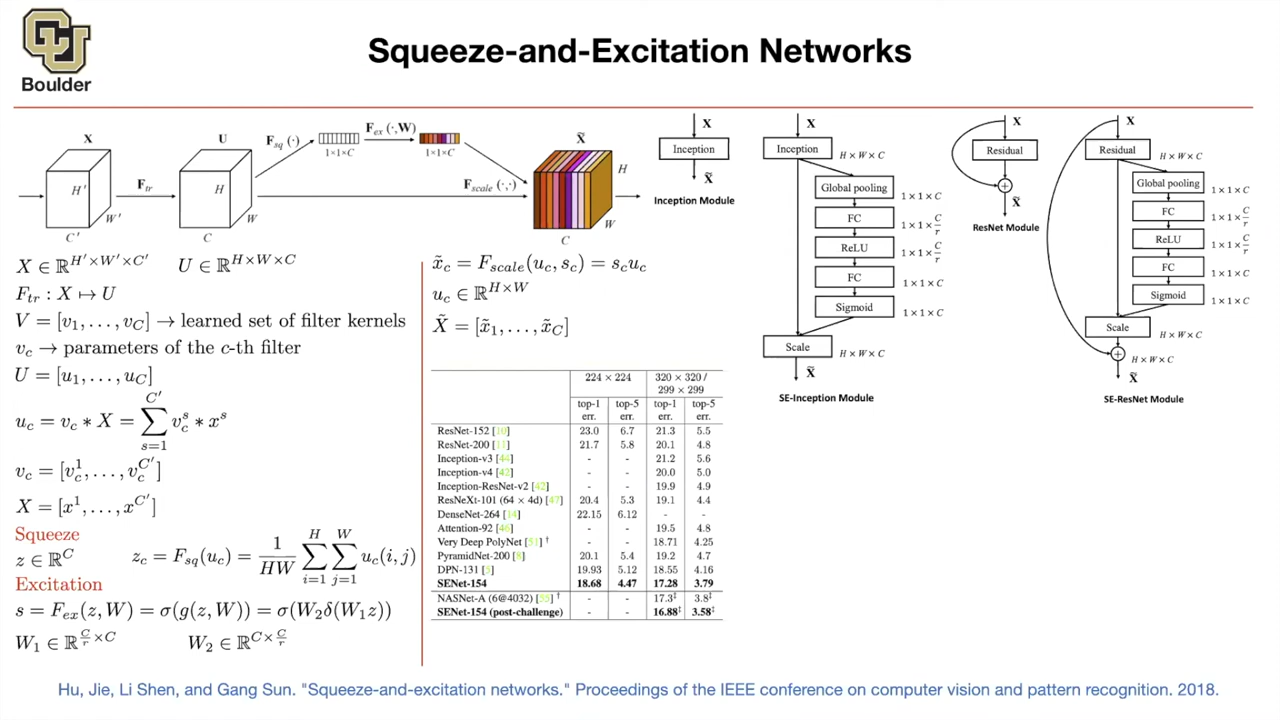 Boulder
Squeeze-and-Excitation Networks
X
H'
W'
C'
F_tr
U
H
W
C
F_sq (·)
1×1×C
F_ex (·,W)
1×1×C
F_scale (·,·)
X̃
H
W
C
X
Inception
X̃
Inception Module
X
Inception
H × W × C
Global pooling
1 × 1 × C
FC
1 × 1 × C/r
ReLU
1 × 1 × C/r
FC
1 × 1 × C
Sigmoid
1 × 1 × C
Scale
H × W × C
X̃
SE-Inception Module
X
Residual
+
X̃
ResNet Module
X
Residual
H × W × C
Global pooling
1 × 1 × C
FC
1 × 1 × C/r
ReLU
1 × 1 × C/r
FC
1 × 1 × C
Sigmoid
1 × 1 × C
Scale
H × W × C
+
H × W × C
X̃
SE-ResNet Module
X ∈ ℝ^{H'×W'×C'} U ∈ ℝ^{H×W×C}
F_tr : X ↦ U
V = [v_1, . . . , v_C] → learned set of filter kernels
v_c → parameters of the c-th filter
U = [u_1, . . . , u_C]
u_c = v_c * X = ∑_{s=1}^{C'} v_c^s * x^s
v_c = [v_c^1, . . . , v_c^{C'}]
X = [x^1, . . . , x^{C'}]
Squeeze
z ∈ ℝ^C z_c = F_sq(u_c) = 1/HW ∑_{i=1}^{H} ∑_{j=1}^{W} u_c(i, j)
Excitation
s = F_ex(z, W) = σ(g(z, W)) = σ(W_2δ(W_1z))
W_1 ∈ ℝ^{C/r × C} W_2 ∈ ℝ^{C × C/r}
x̃_c = F_scale(u_c, s_c) = s_c u_c
u_c ∈ ℝ^{H×W}
X̃ = [x̃_1, . . . , x̃_C]
224 × 224 320 × 320 / 299 × 299
top-1 err. top-5 err. top-1 err. top-5 err.
ResNet-152 [10] 23.0 6.7 21.3 5.5
ResNet-200 [11] 21.7 5.8 20.1 4.8
Inception-v3 [44] - - 21.2 5.6
Inception-v4 [42] - - 20.0 5.0
Inception-ResNet-v2 [42] - - 19.9 4.9
ResNeXt-101 (64 × 4d) [47] 20.4 5.3 19.1 4.4
DenseNet-264 [14] 22.15 6.12 - -
Attention-92 [46] - - 19.5 4.8
Very Deep PolyNet [51] † - - 18.71 4.25
PyramidNet-200 [8] 20.1 5.4 19.2 4.7
DPN-131 [5] 19.93 5.12 18.55 4.16
SENet-154 18.68 4.47 17.28 3.79
NASNet-A (6@4032) [55] † - - 17.3‡ 3.8‡
SENet-154 (post-challenge) - - 16.88‡ 3.58‡
Hu, Jie, Li Shen, and Gang Sun. "Squeeze-and-excitation networks." Proceedings of the IEEE conference on computer vision and pattern recognition. 2018.